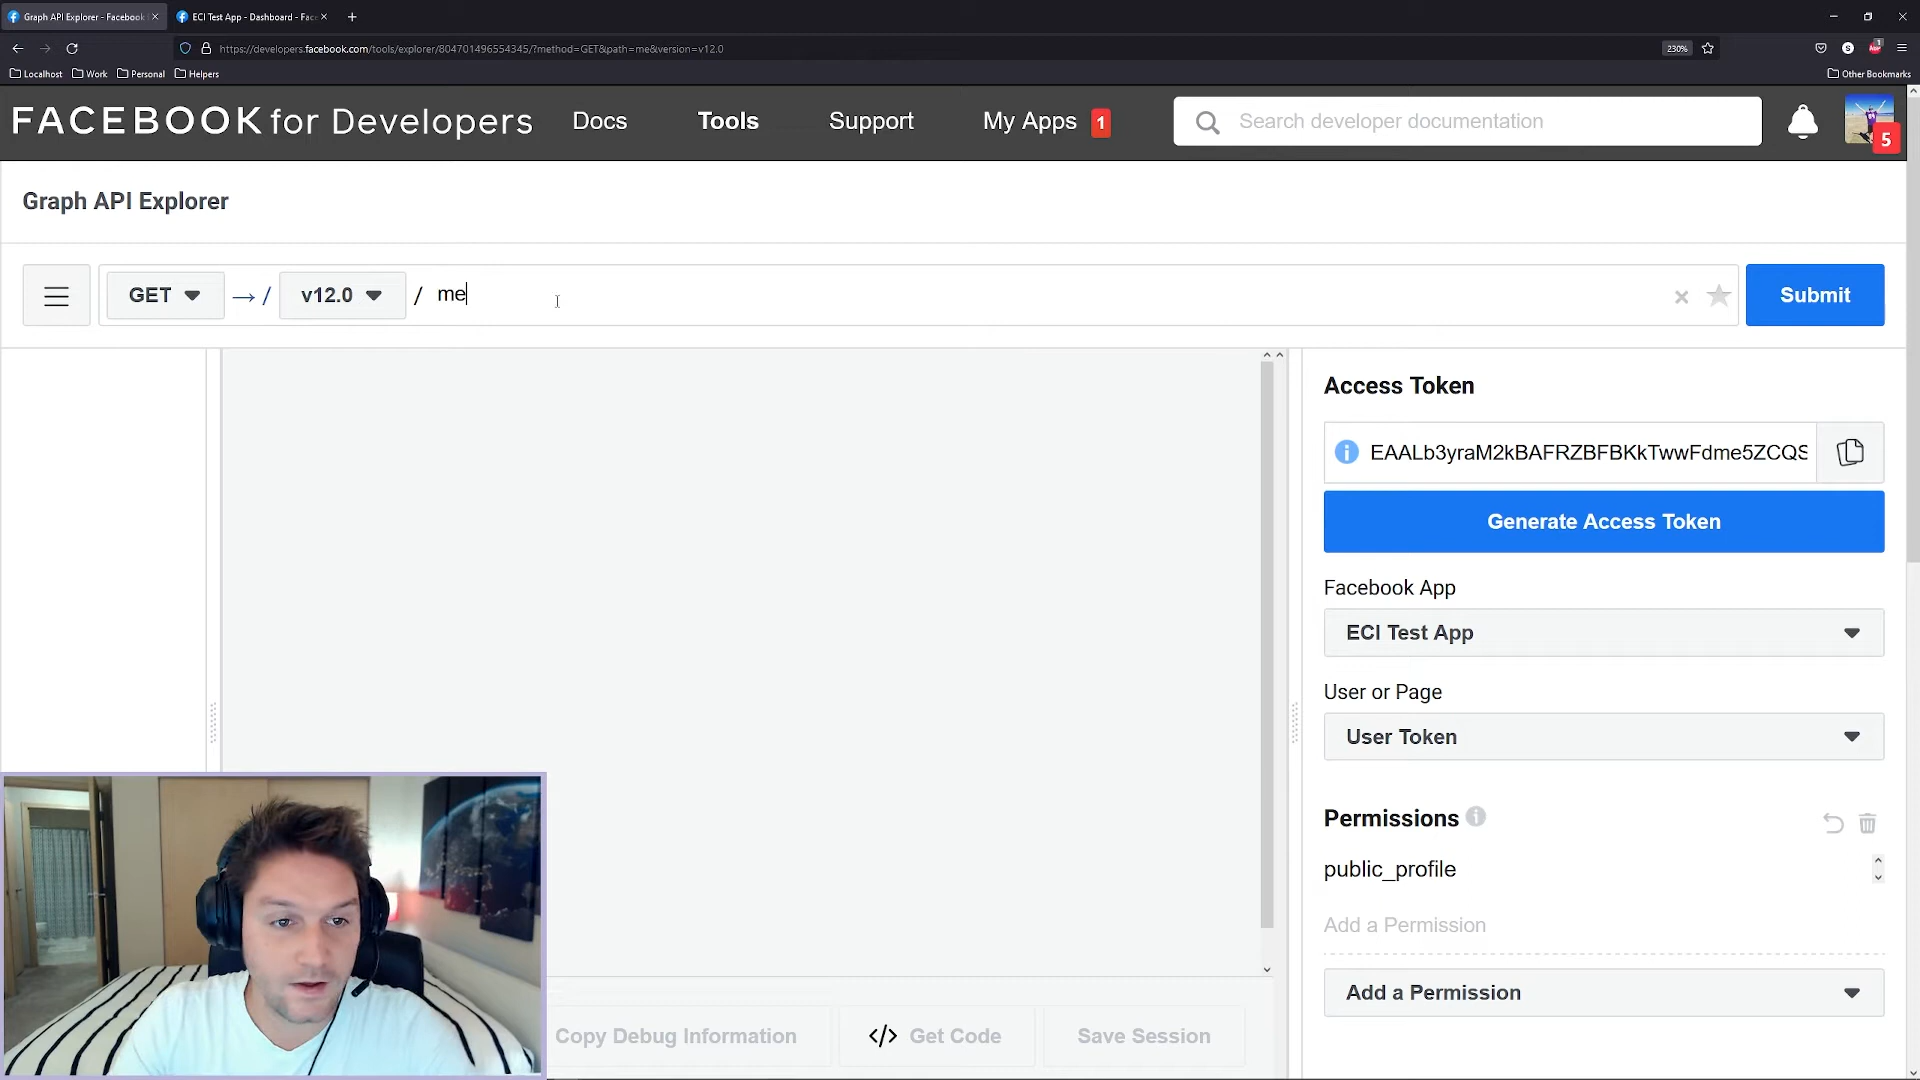 Graph API Explorer - Facebook
ECI Test App - Dashboard - Fac
https://developers.facebook.com/tools/explorer/804701496554345/?method=GET&path=me&version=v12.0
230%
Localhost
Work
Personal
Helpers
Other Bookmarks
FACEBOOK for Developers
Docs
Tools
Support
My Apps
1
Search developer documentation
5
Graph API Explorer
GET
→ /
v12.0
/ me
Submit
Access Token
EAALb3yraM2kBAFRZBFBKkTwwFdme5ZCQS
Generate Access Token
Facebook App
ECI Test App
User or Page
User Token
Permissions
public_profile
Add a Permission
Add a Permission
Copy Debug Information
</> Get Code
Save Session